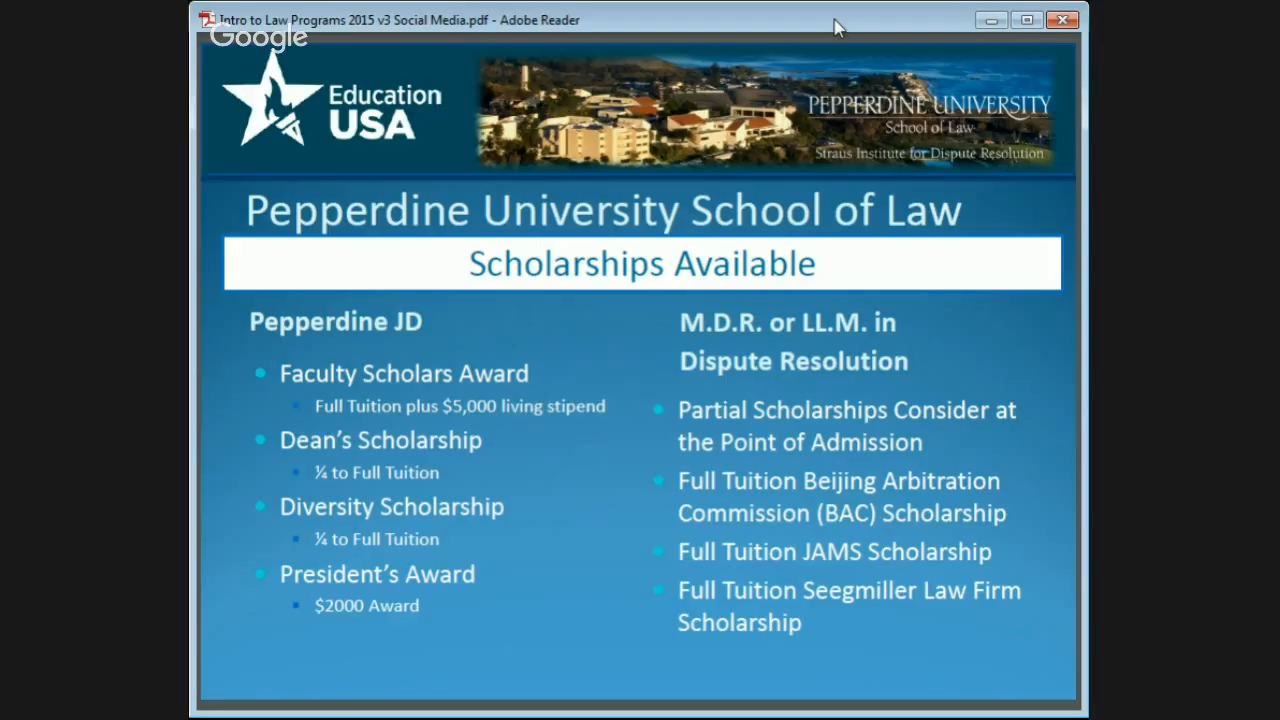 Intro to Law Programs 2015 v3 Social Media.pdf - Adobe Reader
Google
Education
USA
PEPPERDINE UNIVERSITY
School of Law
Straus Institute for Dispute Resolution
Pepperdine University School of Law
Scholarships Available
Pepperdine JD
Faculty Scholars Award
Full Tuition plus $5,000 living stipend
Dean's Scholarship
¼ to Full Tuition
Diversity Scholarship
¼ to Full Tuition
President's Award
$2000 Award
M.D.R. or LL.M. in
Dispute Resolution
Partial Scholarships Consider at
the Point of Admission
Full Tuition Beijing Arbitration
Commission (BAC) Scholarship
Full Tuition JAMS Scholarship
Full Tuition Seegmiller Law Firm
Scholarship